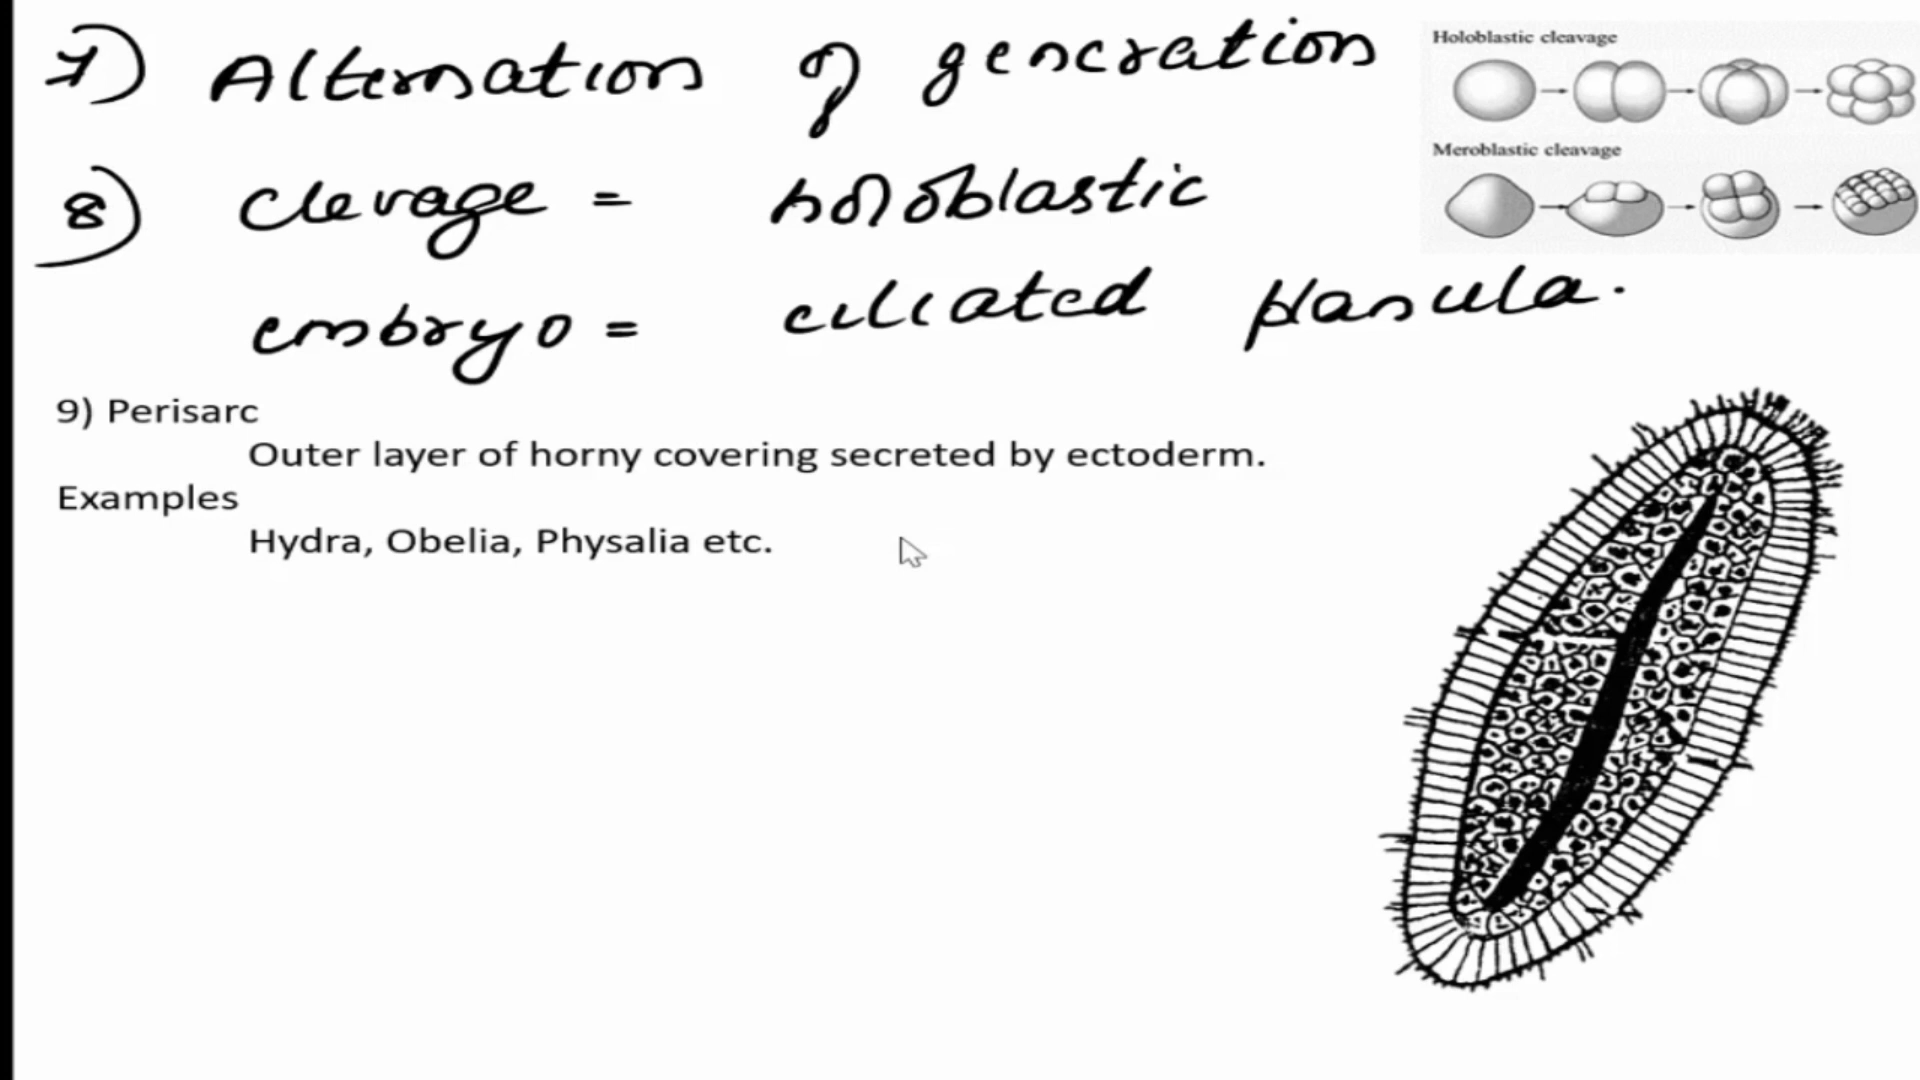 7) Alternation of generation
Holoblastic cleavage
Meroblastic cleavage
8) clevage = holoblastic
embryo = ciliated planula.
9) Perisarc
Outer layer of horny covering secreted by ectoderm.
Examples
Hydra, Obelia, Physalia etc.